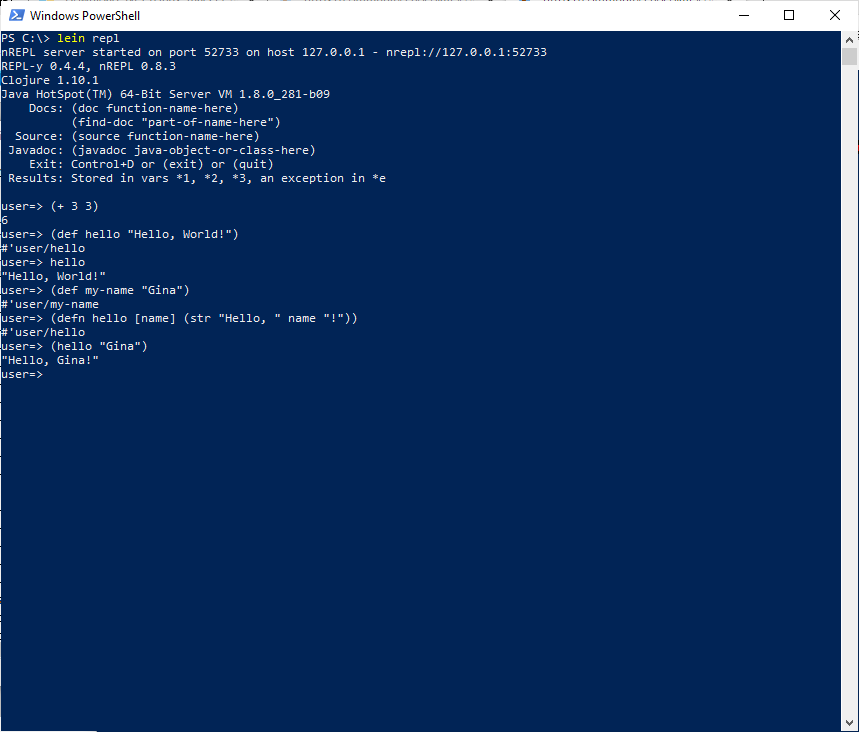 Windows PowerShell
PS C:\> lein repl
nREPL server started on port 52733 on host 127.0.0.1 - nrepl://127.0.0.1:52733
REPL-y 0.4.4, nREPL 0.8.3
Clojure 1.10.1
Java HotSpot(TM) 64-Bit Server VM 1.8.0_281-b09
    Docs: (doc function-name-here)
          (find-doc "part-of-name-here")
  Source: (source function-name-here)
 Javadoc: (javadoc java-object-or-class-here)
    Exit: Control+D or (exit) or (quit)
 Results: Stored in vars *1, *2, *3, an exception in *e
user=> (+ 3 3)
6
user=> (def hello "Hello, World!")
#'user/hello
user=> hello
"Hello, World!"
user=> (def my-name "Gina")
#'user/my-name
user=> (defn hello [name] (str "Hello, " name "!"))
#'user/hello
user=> (hello "Gina")
"Hello, Gina!"
user=>